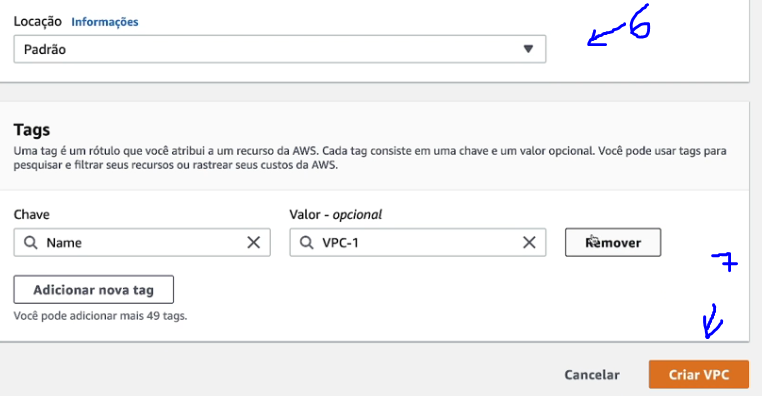 Locação Informações
Padrão
6
Tags
Uma tag é um rótulo que você atribui a um recurso da AWS. Cada tag consiste em uma chave e um valor opcional. Você pode usar tags para
pesquisar e filtrar seus recursos ou rastrear seus custos da AWS.
Chave Valor - opcional
Name VPC-1 Remover
7
Adicionar nova tag
Você pode adicionar mais 49 tags.
Cancelar Criar VPC